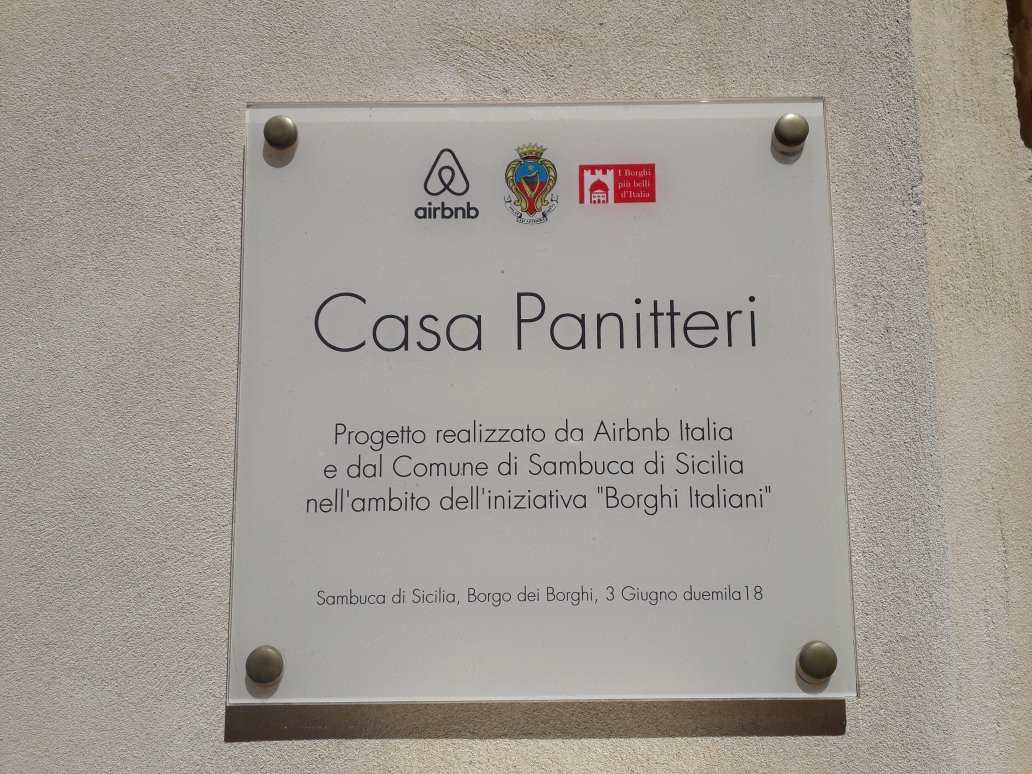 airbnb
I Borghi
più belli
d'Italia
Casa Panitteri
Progetto realizzato da Airbnb Italia
e dal Comune di Sambuca di Sicilia
nell'ambito dell'iniziativa "Borghi Italiani"
Sambuca di Sicilia, Borgo dei Borghi, 3 Giugno duemila18